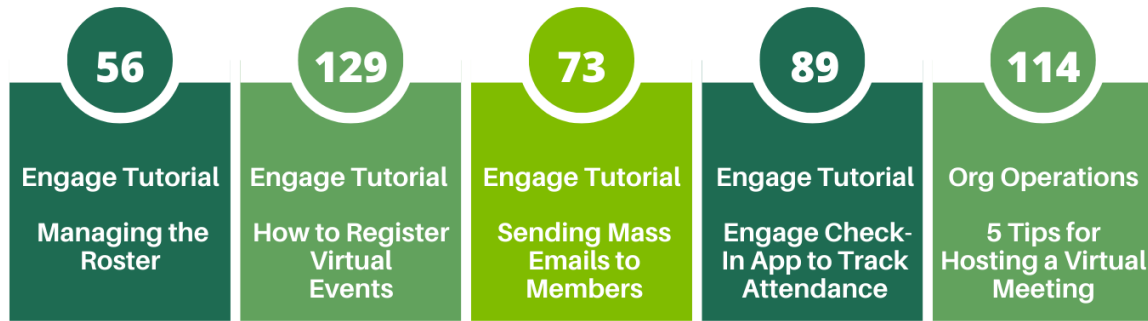 56
Engage Tutorial
Managing the
Roster
129
Engage Tutorial
How to Register
Virtual
Events
73
Engage Tutorial
Sending Mass
Emails to
Members
89
Engage Tutorial
Engage Check-
In App to Track
Attendance
114
Org Operations
5 Tips for
Hosting a Virtual
Meeting